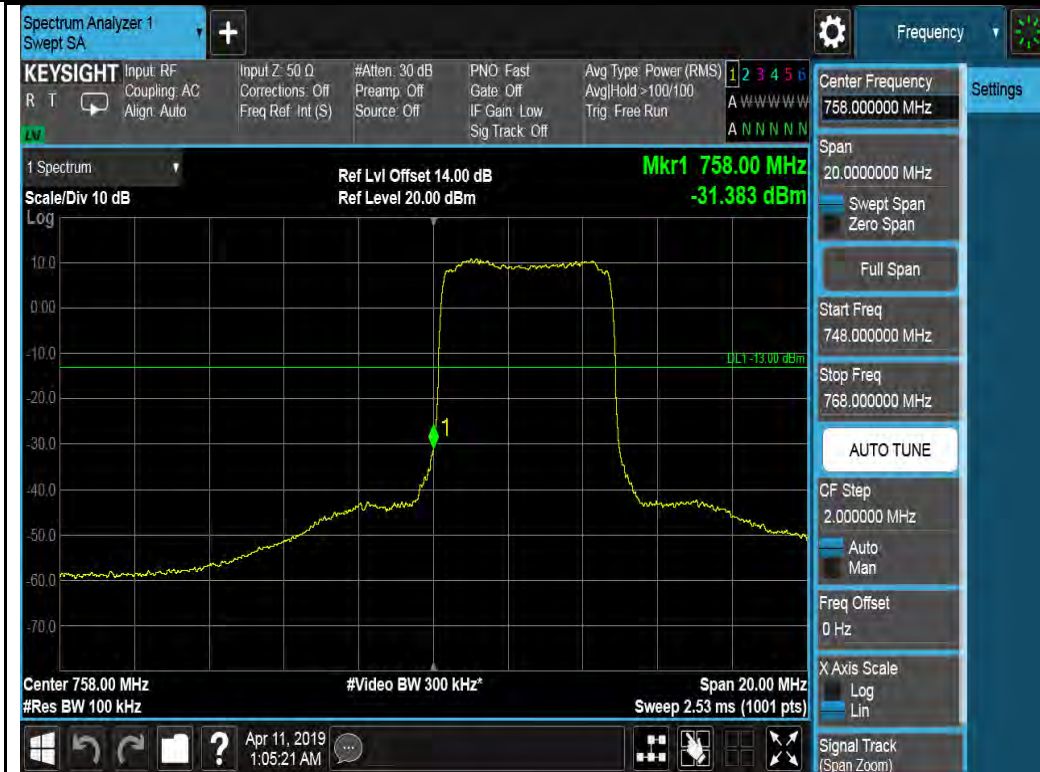 Spectrum Analyzer 1
Swept SA
+
Frequency
KEYSIGHT
R T
LV
Input: RF
Coupling: AC
Align: Auto
Input Z: 50 Ω
Corrections: Off
Freq Ref: Int (S)
#Atten: 30 dB
Preamp: Off
Source: Off
PNO: Fast
Gate: Off
IF Gain: Low
Sig Track: Off
Avg Type: Power (RMS)
Avg|Hold >100/100
Trig: Free Run
1 2 3 4 5 6
A W W W W W
A N N N N N
1 Spectrum
Scale/Div 10 dB
Ref Lvl Offset 14.00 dB
Ref Level 20.00 dBm
Mkr1 758.00 MHz
-31.383 dBm
Log
10.0
0.00
-10.0
DL1 -13.00 dBm
-20.0
-30.0
1
-40.0
-50.0
-60.0
-70.0
Center 758.00 MHz
#Video BW 300 kHz*
Span 20.00 MHz
#Res BW 100 kHz
Sweep 2.53 ms (1001 pts)
?
Apr 11, 2019
1:05:21 AM
Center Frequency
758.000000 MHz
Settings
Span
20.0000000 MHz
Swept Span
Zero Span
Full Span
Start Freq
748.000000 MHz
Stop Freq
768.000000 MHz
AUTO TUNE
CF Step
2.000000 MHz
Auto
Man
Freq Offset
0 Hz
X Axis Scale
Log
Lin
Signal Track
(Span Zoom)